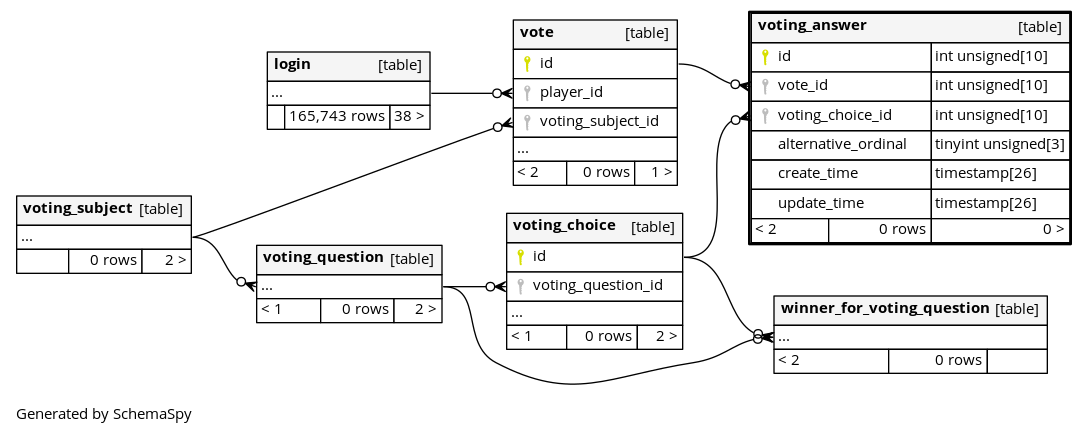 login [table]
...
165,743 rows 38 >
vote [table]
id
player_id
voting_subject_id
...
< 2 0 rows 1 >
voting_answer [table]
id int unsigned[10]
vote_id int unsigned[10]
voting_choice_id int unsigned[10]
alternative_ordinal tinyint unsigned[3]
create_time timestamp[26]
update_time timestamp[26]
< 2 0 rows 0 >
voting_subject [table]
...
0 rows 2 >
voting_question [table]
...
< 1 0 rows 2 >
voting_choice [table]
id
voting_question_id
...
< 1 0 rows 2 >
winner_for_voting_question [table]
...
< 2 0 rows
Generated by SchemaSpy